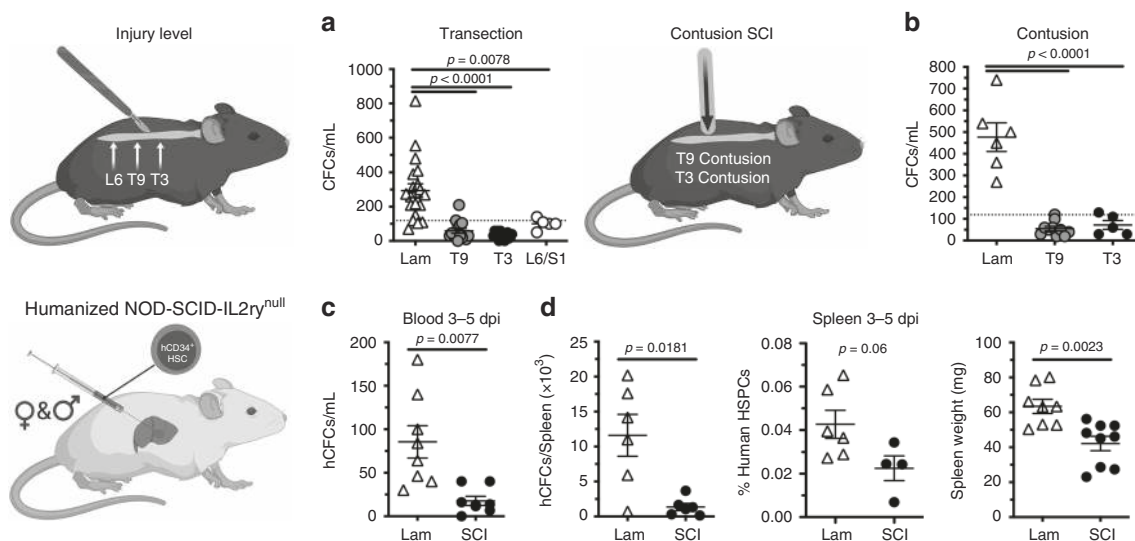 Injury level
L6 T9 T3
a
Transection
p = 0.0078
p < 0.0001
CFCs/mL
1000
800
600
400
200
0
Lam
T9
T3
L6/S1
Contusion SCI
T9 Contusion
T3 Contusion
b
Contusion
p < 0.0001
CFCs/mL
800
700
600
500
400
300
200
100
0
Lam
T9
T3
Humanized NOD-SCID-IL2ry^null
hCD34+
HSC
♀&♂
c
Blood 3–5 dpi
p = 0.0077
hCFCs/mL
200
150
100
50
0
Lam
SCI
d
Spleen 3–5 dpi
p = 0.0181
hCFCs/Spleen (×10³)
25
20
15
10
5
0
Lam
SCI
p = 0.06
% Human HSPCs
0.08
0.06
0.04
0.02
0.00
Lam
SCI
p = 0.0023
Spleen weight (mg)
100
80
60
40
20
0
Lam
SCI